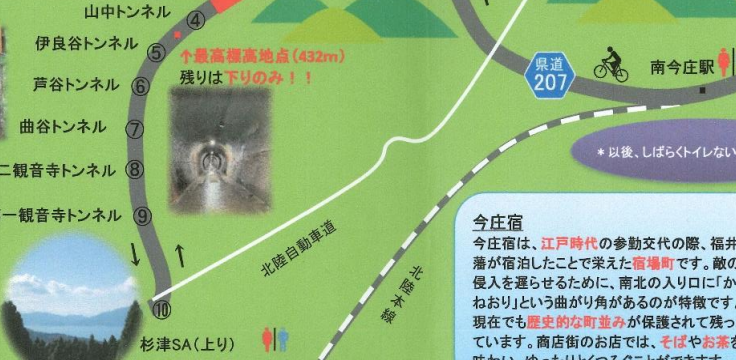 山中トンネル
④
伊良谷トンネル
⑤
↑最高標高地点(432m)
残りは下りのみ！！
芦谷トンネル
⑥
曲谷トンネル
⑦
二観音寺トンネル
⑧
一観音寺トンネル
⑨
↓
↑
⑩
杉津SA(上り)
北陸自動車道
北陸本線
県道
207
南今庄駅
＊以後、しばらくトイレない
今庄宿
今庄宿は、江戸時代の参勤交代の際、福井
藩が宿泊したことで栄えた宿場町です。敵の
侵入を遅らせるために、南北の入り口に「か
ねおり」という曲がり角があるのが特徴です。
現在でも歴史的な町並みが保護されて残っ
ています。商店街のお店では、そばやお茶を